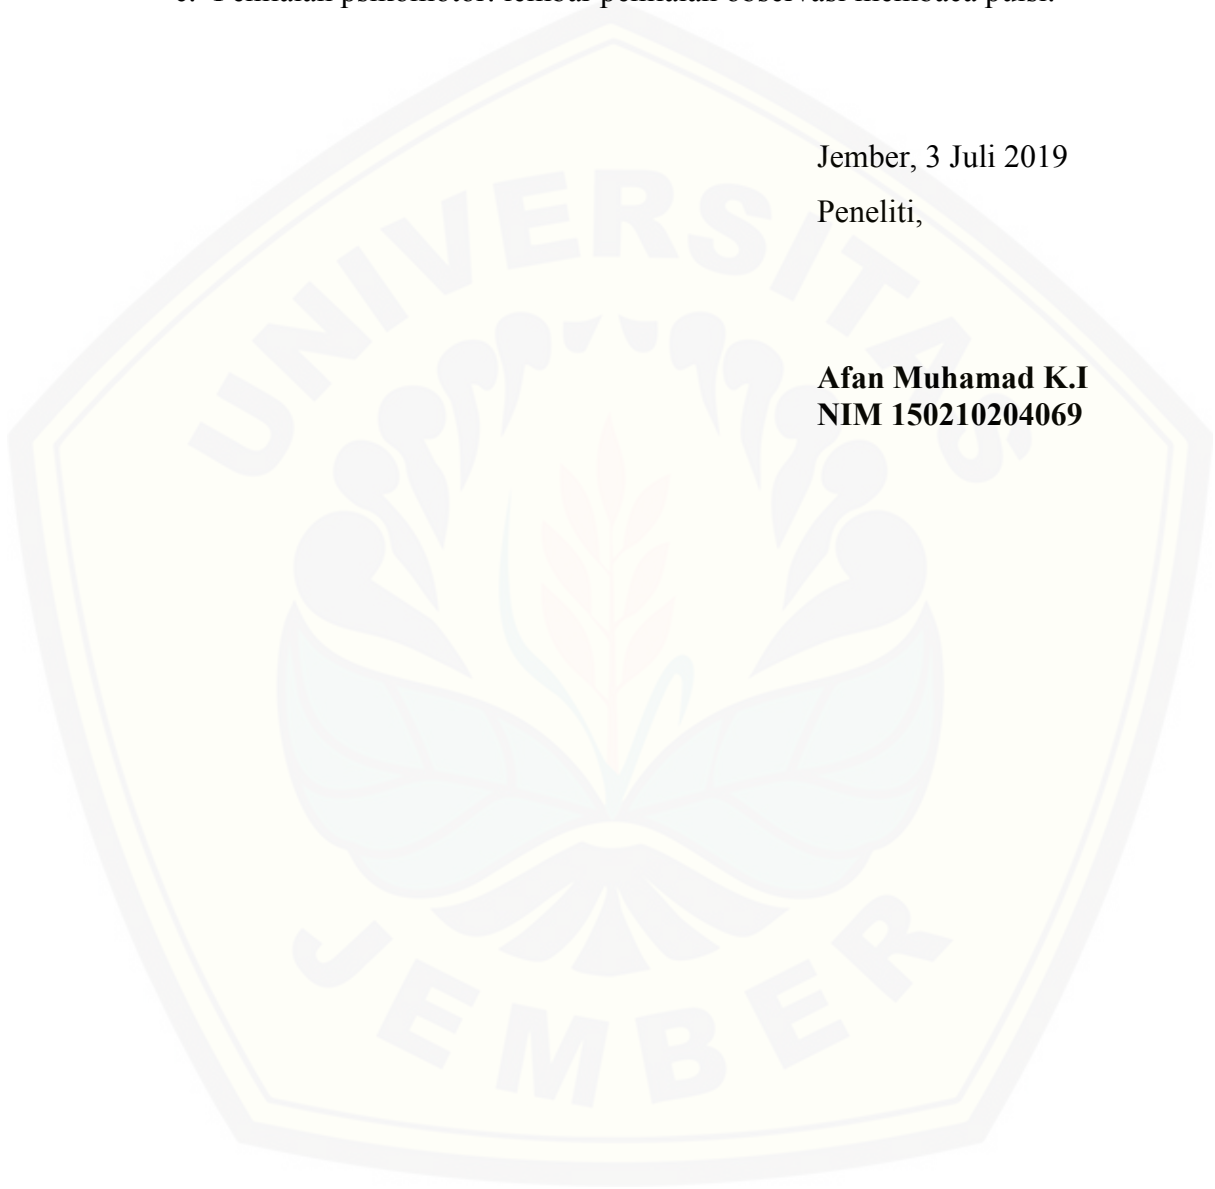 Penilaian psikomotor: lembar penilaian observasi membaca puisi.
Jember, 3 Juli 2019
Peneliti,
Afan Muhamad K.I
NIM 150210204069
UNIVERSITAS
JEMBER